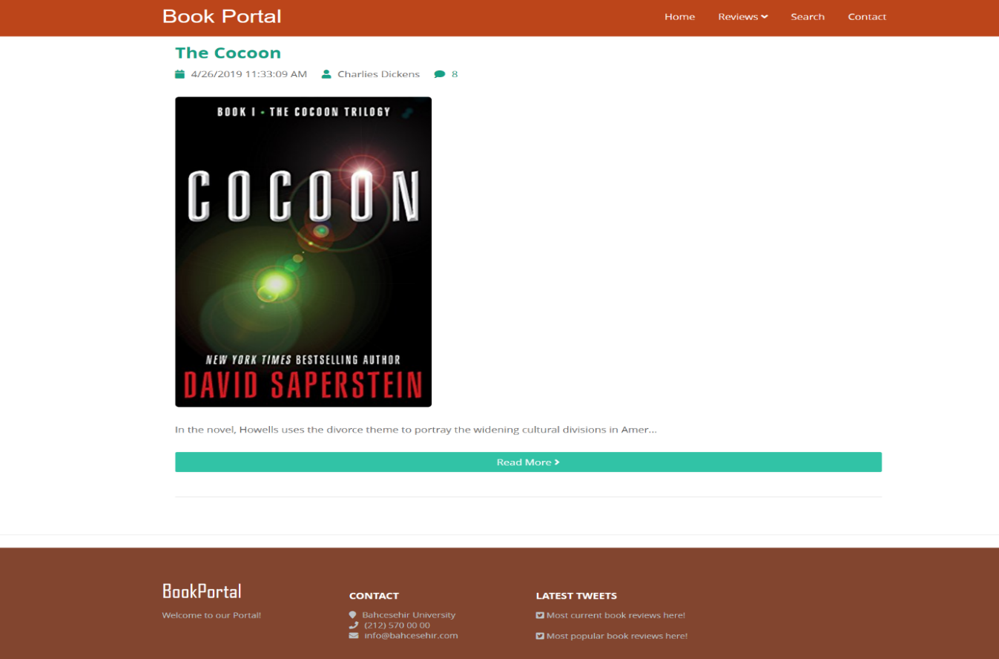 Book Portal
Home Reviews Search Contact
The Cocoon
4/26/2019 11:33:09 AM Charlies Dickens 8
BOOK I • THE COCOON TRILOGY
COCOON
NEW YORK TIMES BESTSELLING AUTHOR
DAVID SAPERSTEIN
In the novel, Howells uses the divorce theme to portray the widening cultural divisions in Amer...
Read More
BookPortal
Welcome to our Portal!
CONTACT
Bahcesehir University
(212) 570 00 00
info@bahcesehir.com
LATEST TWEETS
Most current book reviews here!
Most popular book reviews here!